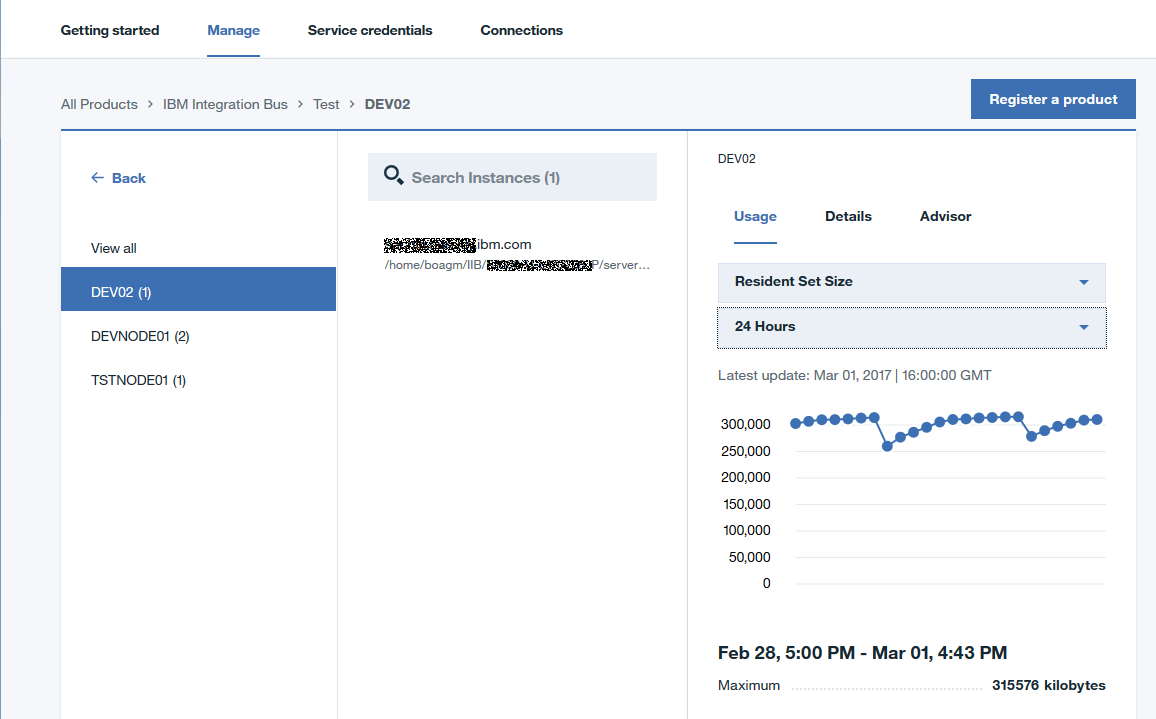 Getting started Manage Service credentials Connections
All Products > IBM Integration Bus > Test > DEV02
Register a product
← Back
View all
DEV02 (1)
DEVNODE01 (2)
TSTNODE01 (1)
Search Instances (1)
ibm.com
/home/boagm/IIB/ P/server...
DEV02
Usage Details Advisor
Resident Set Size
24 Hours
Latest update: Mar 01, 2017 | 16:00:00 GMT
300,000
250,000
200,000
150,000
100,000
50,000
0
Feb 28, 5:00 PM - Mar 01, 4:43 PM
Maximum 315576 kilobytes